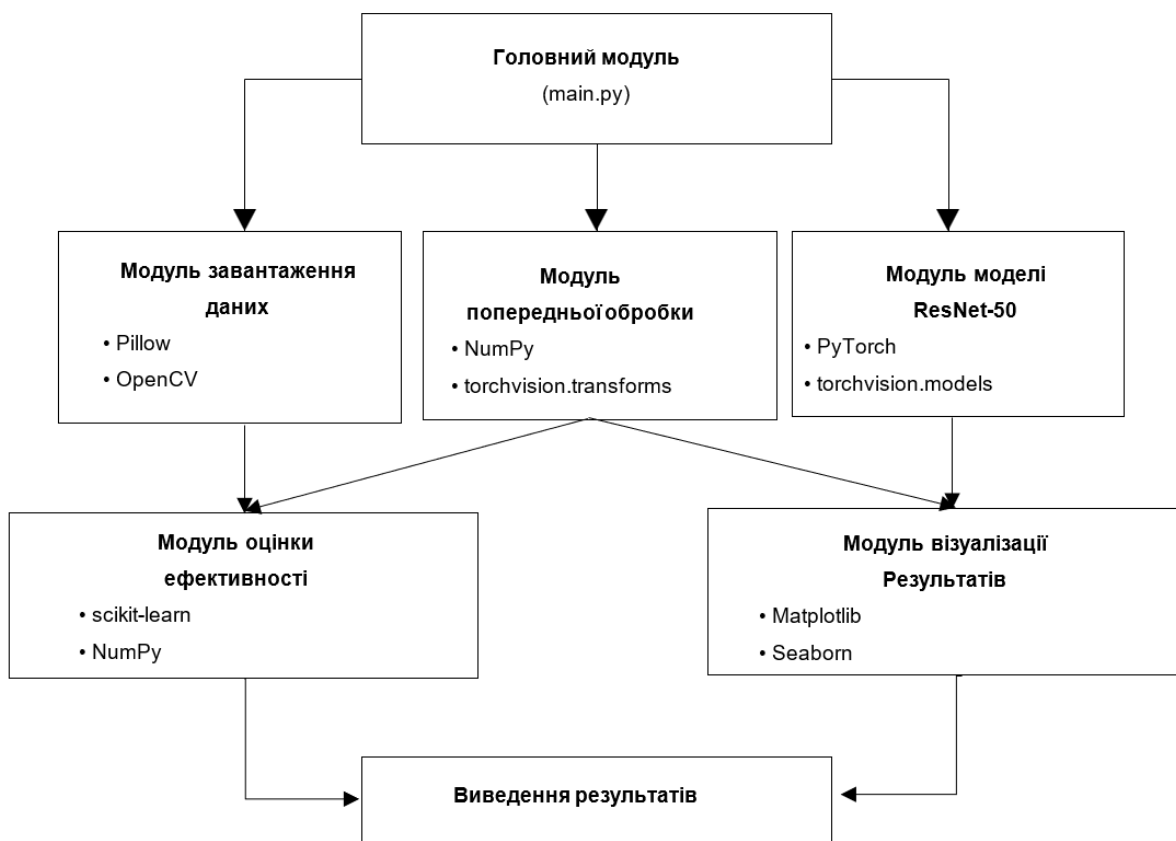 Головний модуль
(main.py)
Модуль завантаження
даних
• Pillow
• OpenCV
Модуль
попередньої обробки
• NumPy
• torchvision.transforms
Модуль моделі
ResNet-50
• PyTorch
• torchvision.models
Модуль оцінки
ефективності
• scikit-learn
• NumPy
Модуль візуалізації
Результатів
• Matplotlib
• Seaborn
Виведення результатів